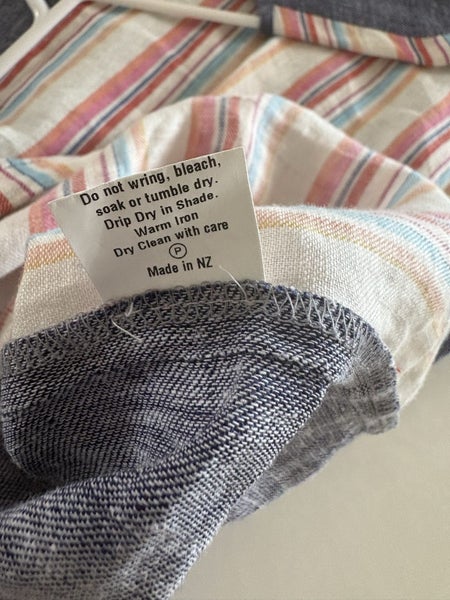 Do not wring, bleach,
soak or tumble dry.
Drip Dry in Shade.
Warm Iron
Dry Clean with care
P
Made in NZ